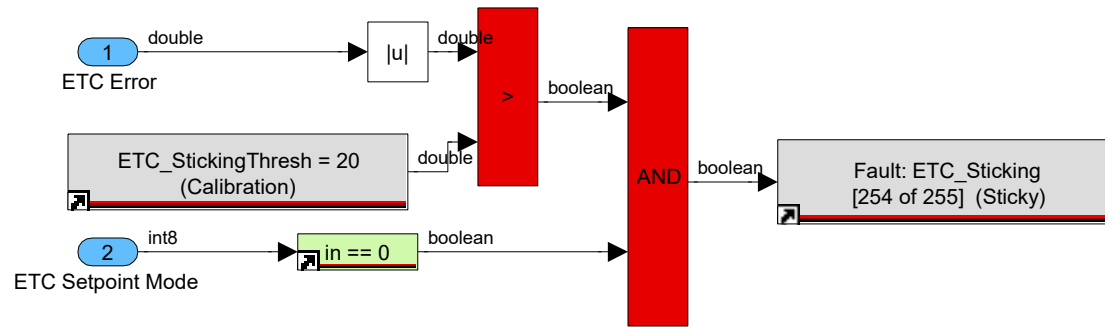 1
double
ETC Error
|u|
double
>
boolean
ETC_StickingThresh = 20
(Calibration)
double
AND
boolean
Fault: ETC_Sticking
[254 of 255]  (Sticky)
2
int8
ETC Setpoint Mode
in == 0
boolean